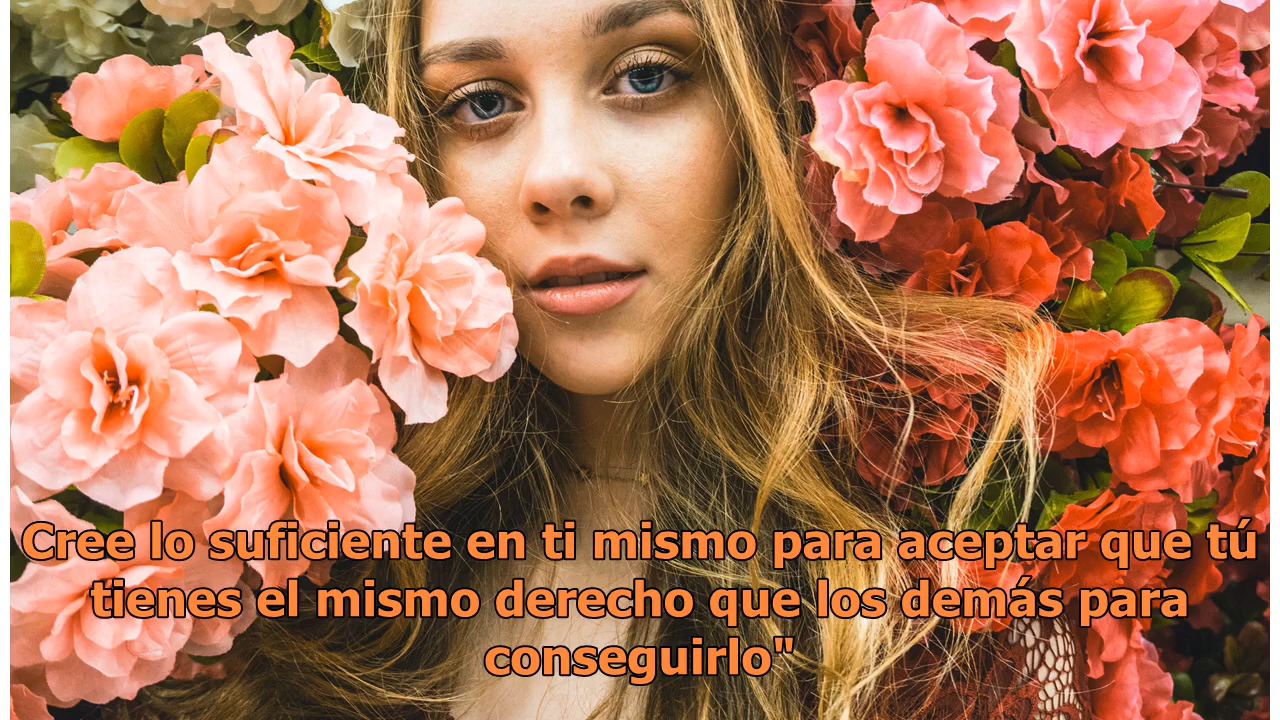 Cree lo suficiente en ti mismo para aceptar que tú
tienes el mismo derecho que los demás para
conseguirlo"